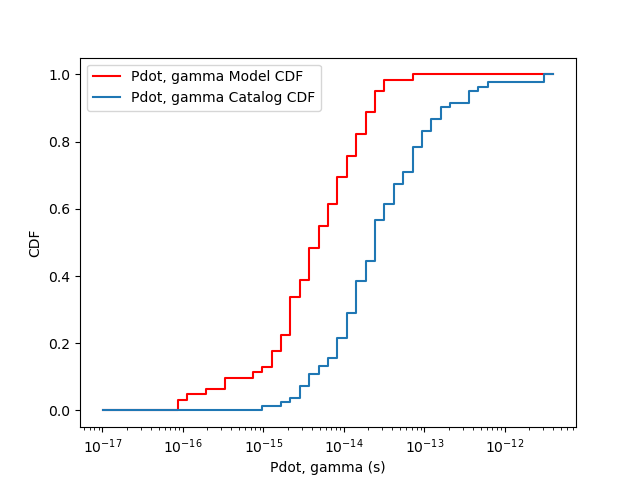 Pdot, gamma Model CDF
Pdot, gamma Catalog CDF
1.0
0.8
0.6
0.4
0.2
0.0
CDF
10⁻¹⁷ 10⁻¹⁶ 10⁻¹⁵ 10⁻¹⁴ 10⁻¹³ 10⁻¹²
Pdot, gamma (s)